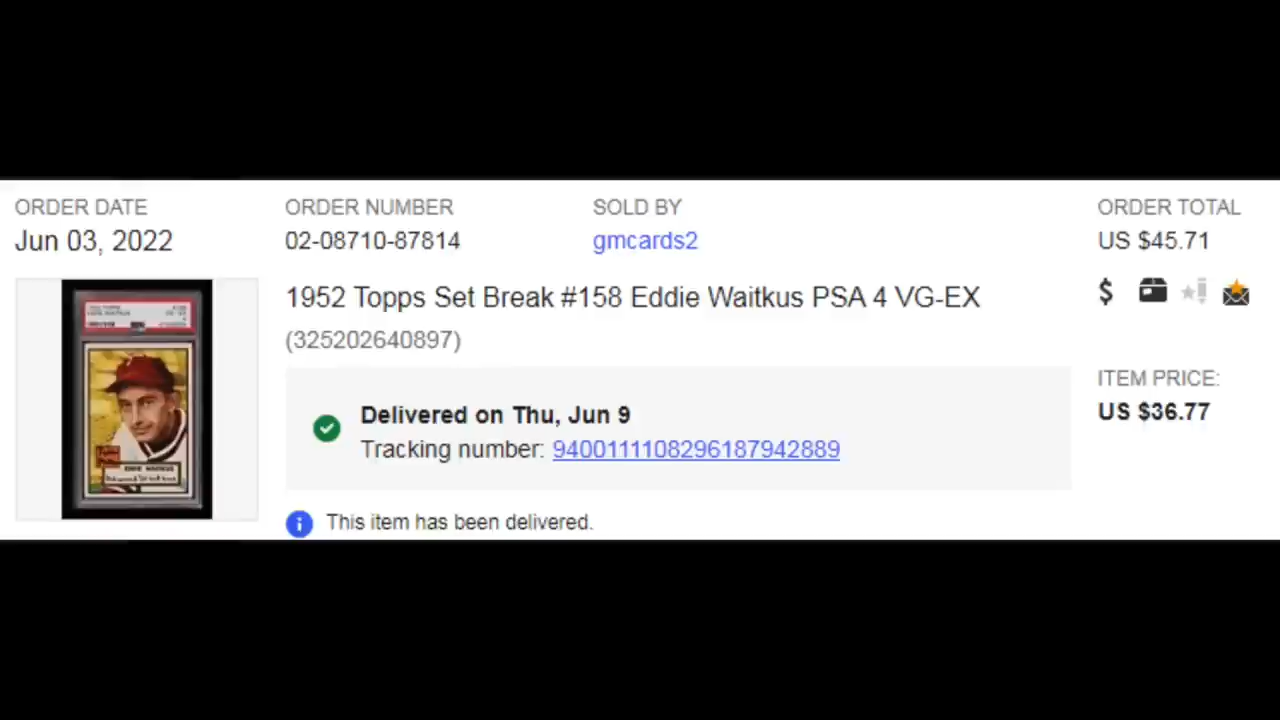 ORDER DATE
Jun 03, 2022
ORDER NUMBER
02-08710-87814
SOLD BY
gmcards2
ORDER TOTAL
US $45.71
1952 Topps Set Break #158 Eddie Waitkus PSA 4 VG-EX
(325202640897)
Delivered on Thu, Jun 9
Tracking number: 9400111108296187942889
This item has been delivered.
ITEM PRICE:
US $36.77
EDDIE WAITKUS